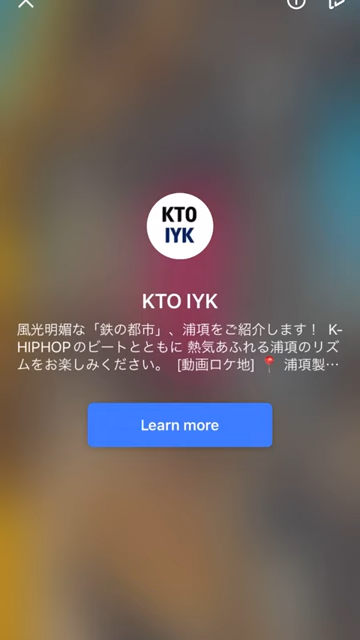 KTO
IYK
KTO IYK
風光明媚な「鉄の都市」、浦項をご紹介します！ K-
HIPHOPのビートとともに 熱気あふれる浦項のリズ
ムをお楽しみください。 [動画ロケ地] 📍 浦項製…
Learn more